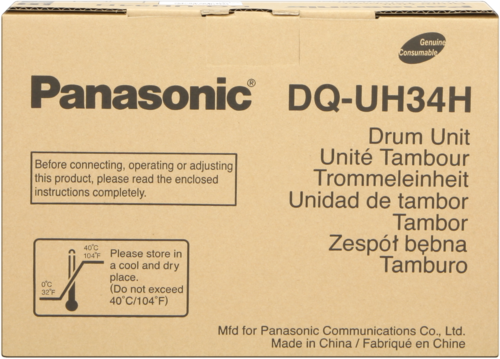 Genuine
Consumable
Panasonic®
DQ-UH34H
Drum Unit
Unité Tambour
Trommeleinheit
Unidad de tambor
Tambor
Zespół bębna
Tamburo
Before connecting, operating or adjusting
this product, please read the enclosed
instructions completely.
40°C
104°F
0°C
32°F
Please store in
a cool and dry
place.
(Do not exceed
40°C/104°F)
Mfd for Panasonic Communications Co., Ltd.
Made in China / Fabriqué en Chine